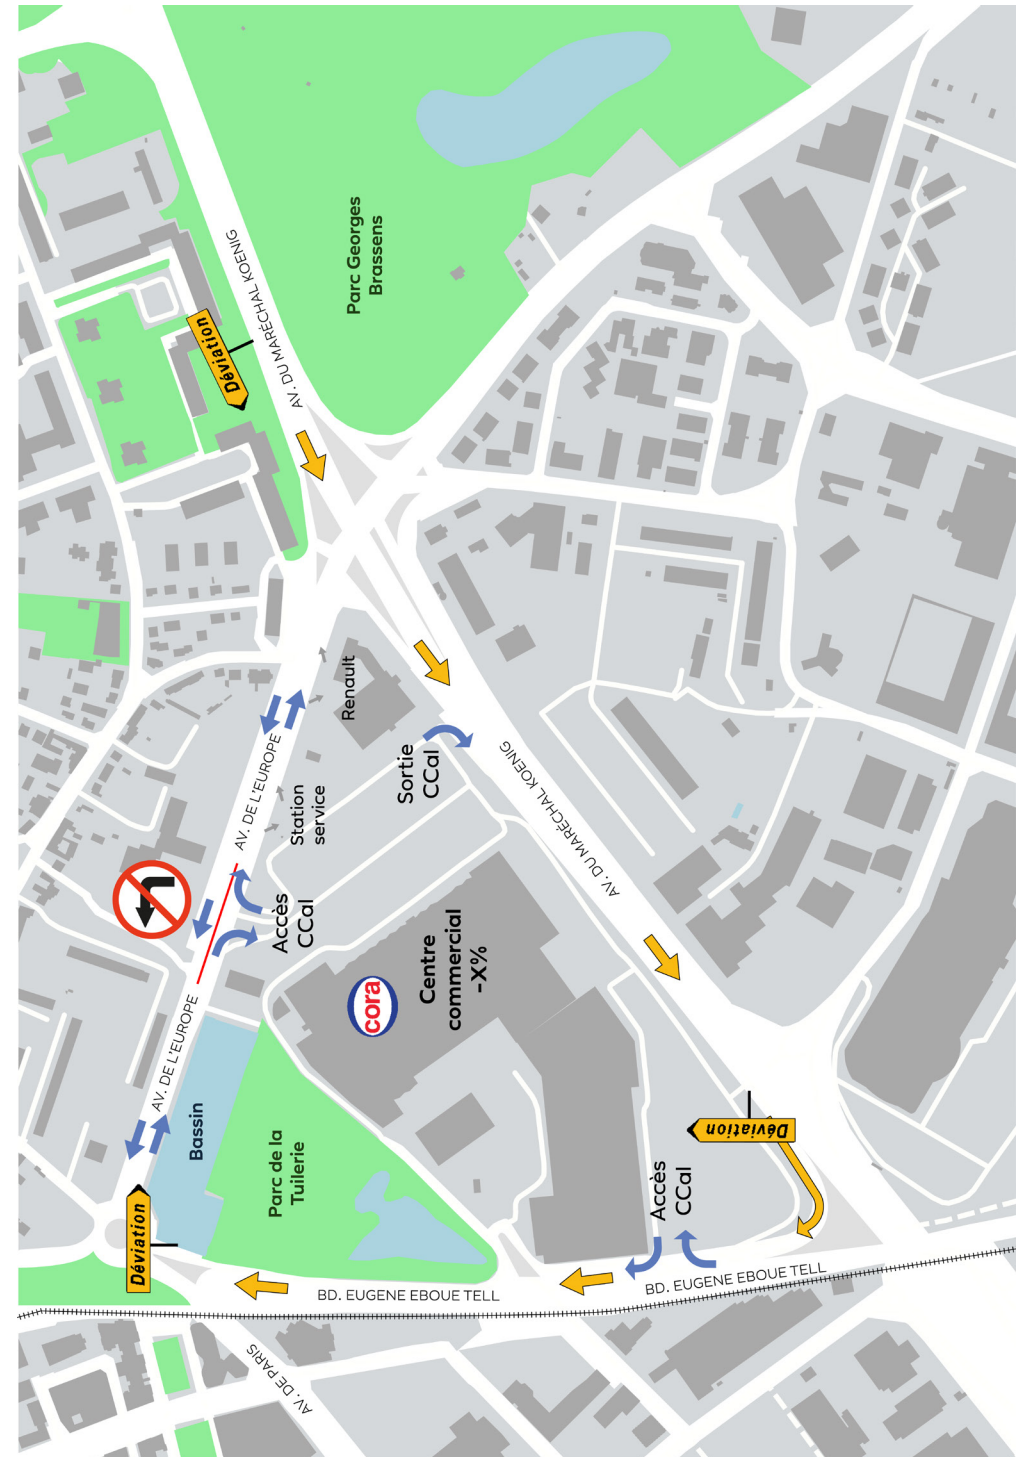 AV. DU MARÉCHAL KOENIG
Parc Georges
Brassens
Déviation
Renault
AV. DE L'EUROPE
Station
service
Sortie
CCal
AV. DU MARÉCHAL KOENIG
Accès
CCal
cora
Centre
commercial
-X%
AV. DE L'EUROPE
Bassin
Parc de la
Tuilerie
Déviation
Accès
CCal
Déviation
BD. EUGENE EBOUE TELL
BD. EUGENE EBOUE TELL
AV. DE PARIS